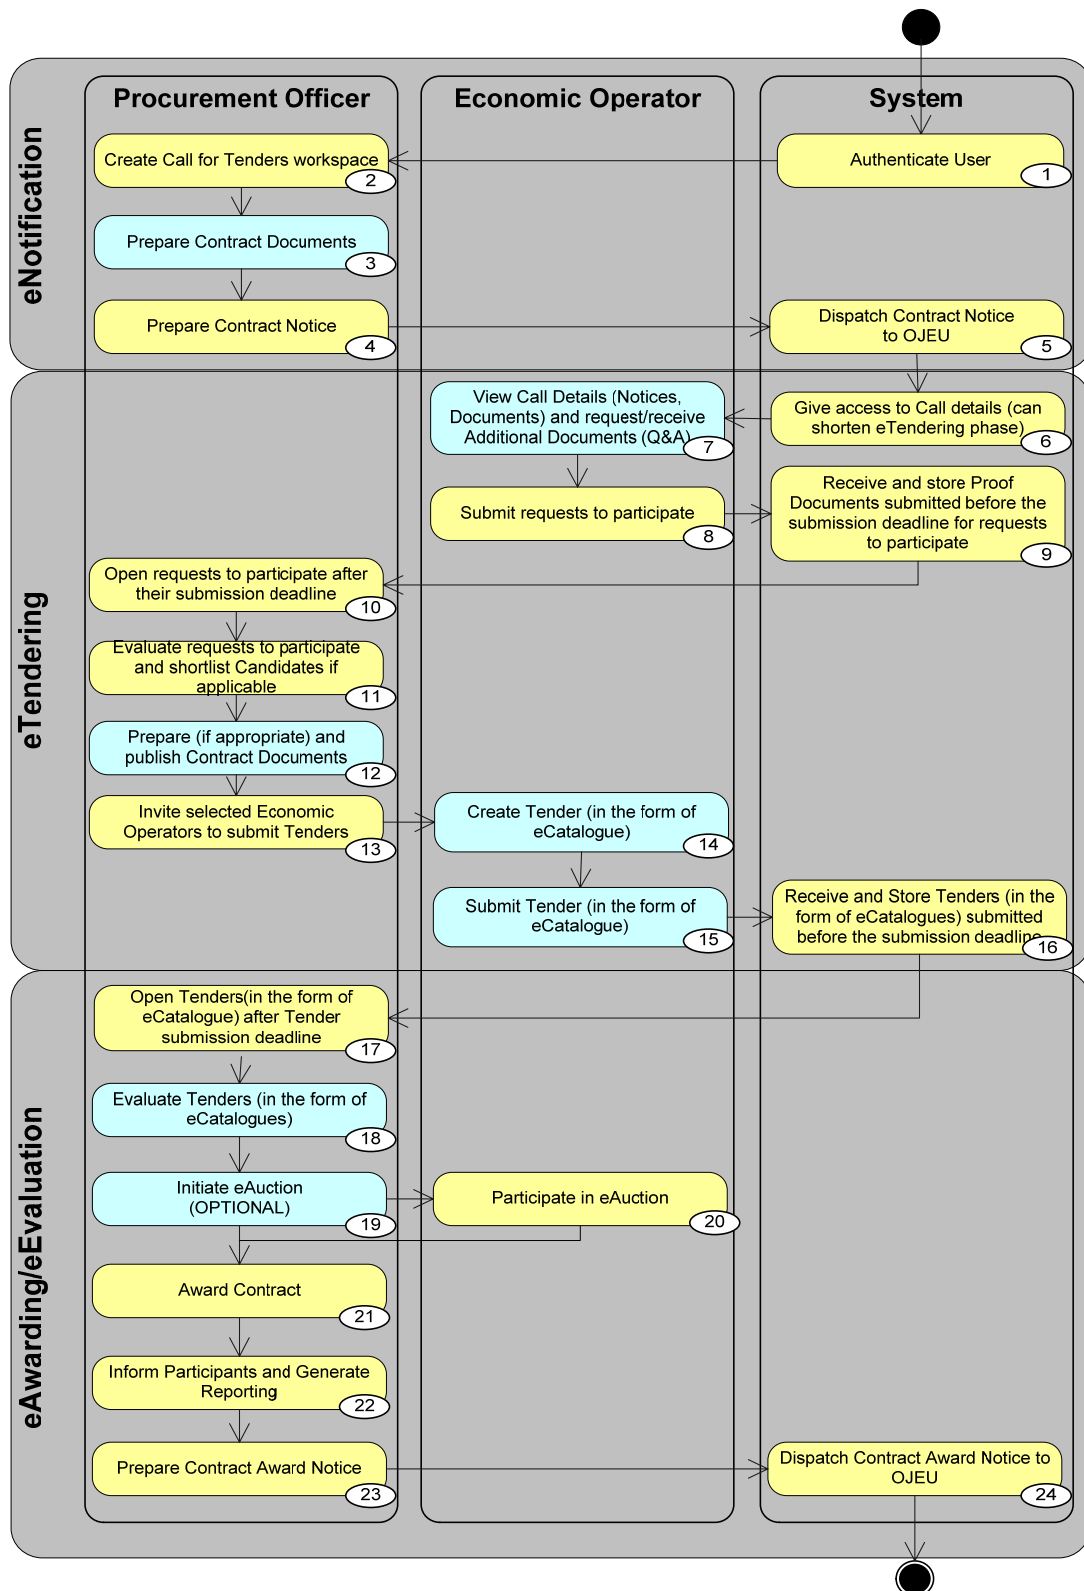 Procurement Officer
Economic Operator
System
eNotification
Create Call for Tenders workspace
2
Authenticate User
1
Prepare Contract Documents
3
Prepare Contract Notice
4
Dispatch Contract Notice
to OJEU
5
eTendering
View Call Details (Notices,
Documents) and request/receive
Additional Documents (Q&A)
7
Give access to Call details (can
shorten eTendering phase)
6
Submit requests to participate
8
Receive and store Proof
Documents submitted before the
submission deadline for requests
to participate
9
Open requests to participate after
their submission deadline
10
Evaluate requests to participate
and shortlist Candidates if
applicable
11
Prepare (if appropriate) and
publish Contract Documents
12
Invite selected Economic
Operators to submit Tenders
13
Create Tender (in the form of
eCatalogue)
14
Submit Tender (in the form of
eCatalogue)
15
Receive and Store Tenders (in the
form of eCatalogues) submitted
before the submission deadline
16
eAwarding/eEvaluation
Open Tenders(in the form of
eCatalogue) after Tender
submission deadline
17
Evaluate Tenders (in the form of
eCatalogues)
18
Initiate eAuction
(OPTIONAL)
19
Participate in eAuction
20
Award Contract
21
Inform Participants and Generate
Reporting
22
Prepare Contract Award Notice
23
Dispatch Contract Award Notice to
OJEU
24